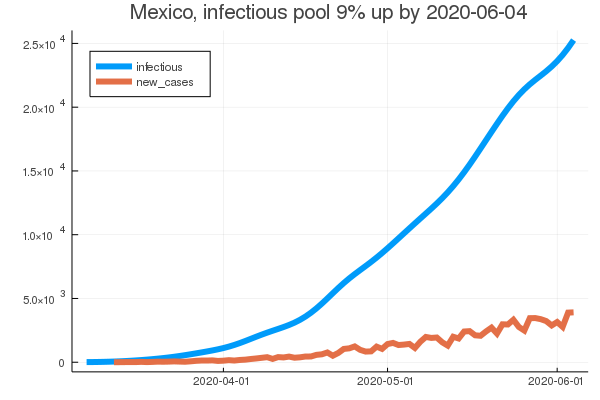 Mexico, infectious pool 9% up by 2020-06-04
2.5×10⁴
infectious
new_cases
2.0×10⁴
1.5×10⁴
1.0×10⁴
5.0×10³
0
2020-04-01 2020-05-01 2020-06-01